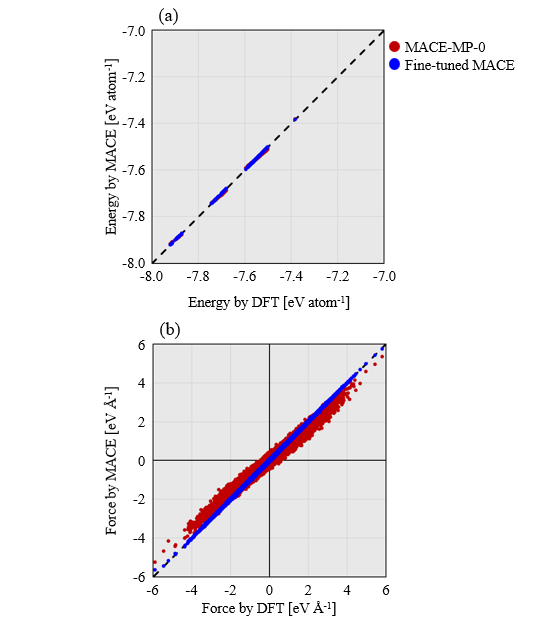 (a)
-7.0
-7.2
-7.4
-7.6
-7.8
-8.0
Energy by MACE [eV atom⁻¹]
-8.0 -7.8 -7.6 -7.4 -7.2 -7.0
Energy by DFT [eV atom⁻¹]
MACE-MP-0
Fine-tuned MACE
(b)
6
4
2
0
-2
-4
-6
Force by MACE [eV Å⁻¹]
-6 -4 -2 0 2 4 6
Force by DFT [eV Å⁻¹]